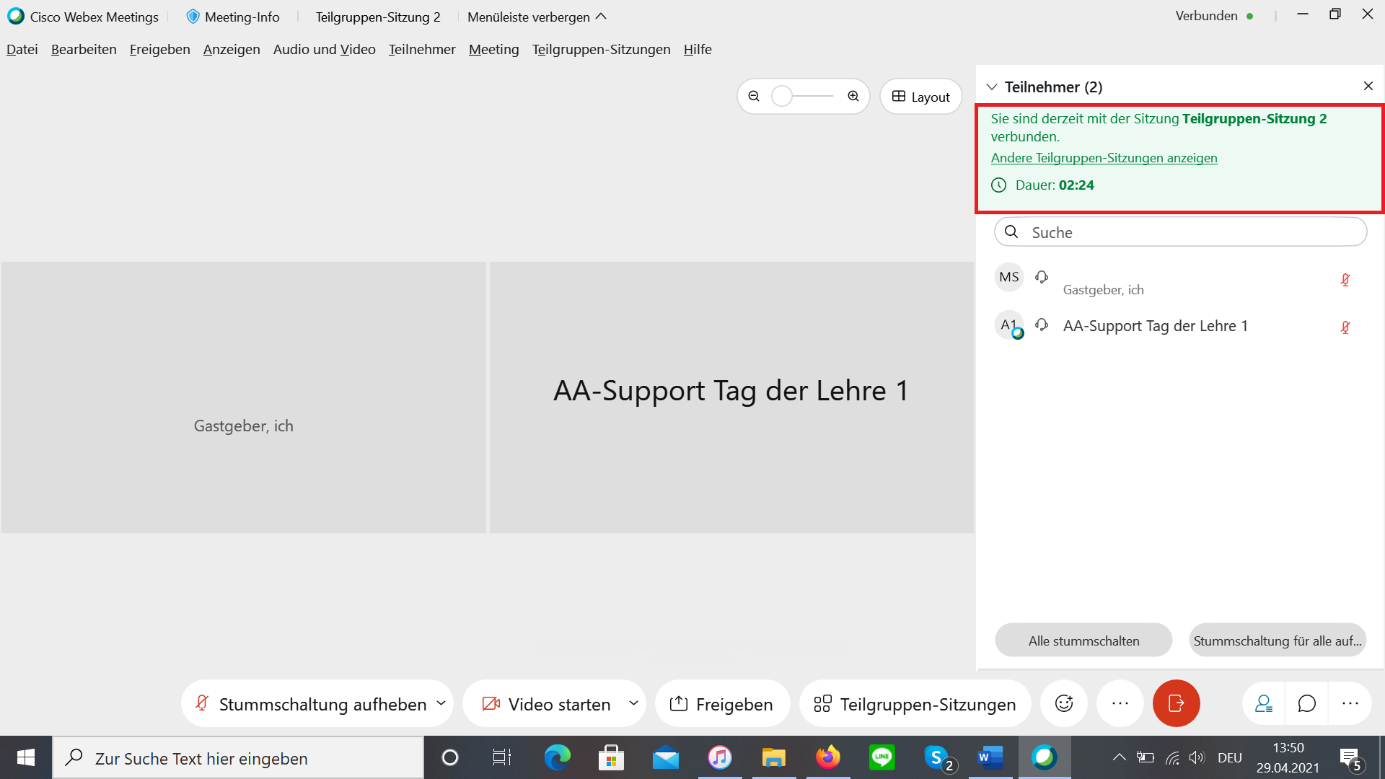 Cisco Webex Meetings
Meeting-Info
Teilgruppen-Sitzung 2
Menüleiste verbergen
Verbunden
Datei Bearbeiten Freigeben Anzeigen Audio und Video Teilnehmer Meeting Teilgruppen-Sitzungen Hilfe
Layout
Teilnehmer (2)
Sie sind derzeit mit der Sitzung Teilgruppen-Sitzung 2
verbunden.
Andere Teilgruppen-Sitzungen anzeigen
Dauer: 02:24
Suche
MS
Gastgeber, ich
A1
AA-Support Tag der Lehre 1
Gastgeber, ich
AA-Support Tag der Lehre 1
Alle stummschalten
Stummschaltung für alle auf...
Stummschaltung aufheben
Video starten
Freigeben
Teilgruppen-Sitzungen
Zur Suche Text hier eingeben
LINE
S
2
W
DEU
13:50
29.04.2021
5